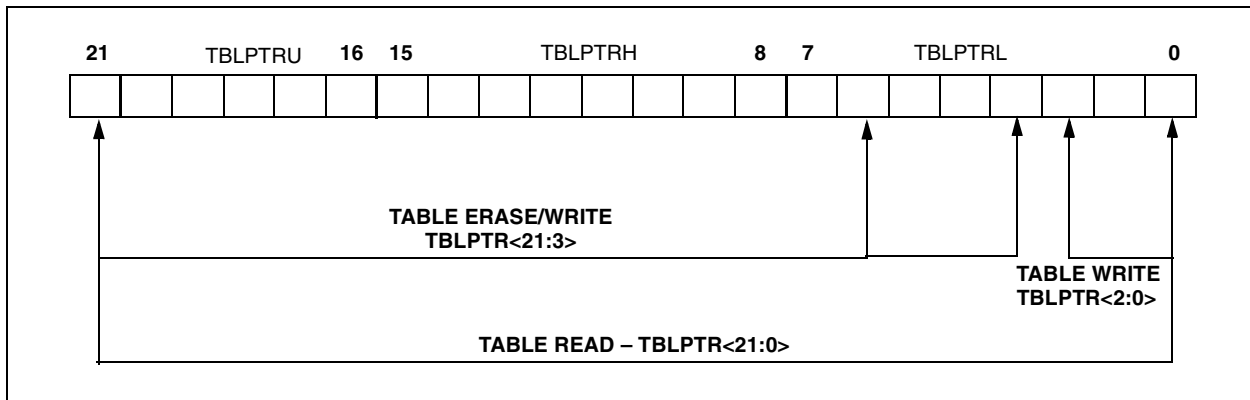 21 TBLPTRU 16 15 TBLPTRH 8 7 TBLPTRL 0
TABLE ERASE/WRITE
TBLPTR<21:3>
TABLE WRITE
TBLPTR<2:0>
TABLE READ – TBLPTR<21:0>